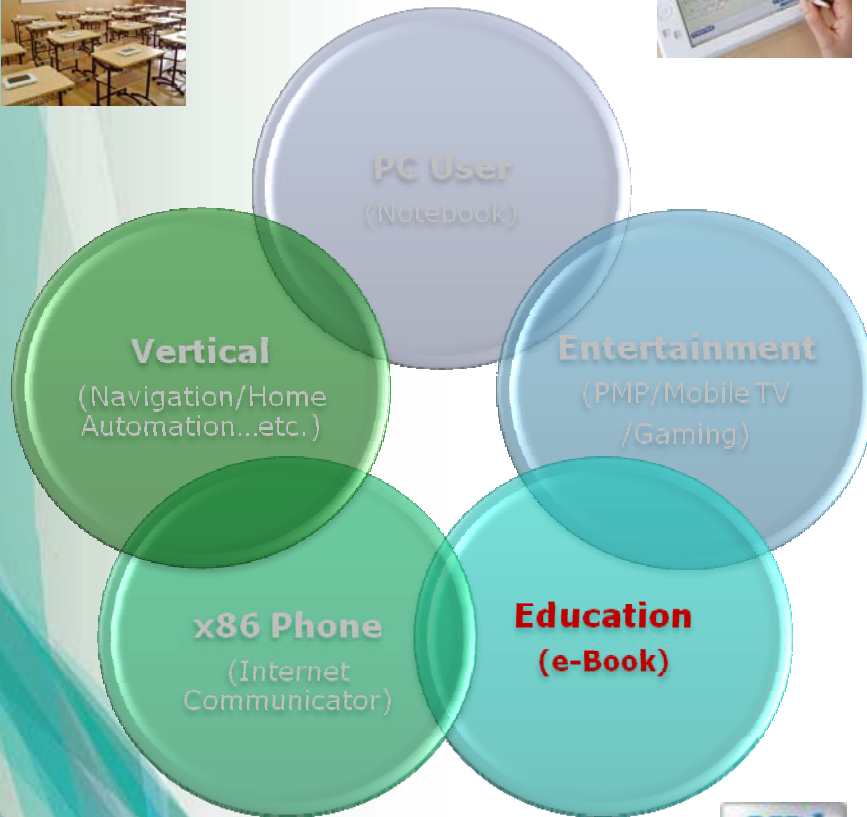 PC User
(Notebook)
Vertical
(Navigation/Home
Automation...etc.)
Entertainment
(PMP/Mobile TV
/Gaming)
x86 Phone
(Internet
Communicator)
Education
(e-Book)